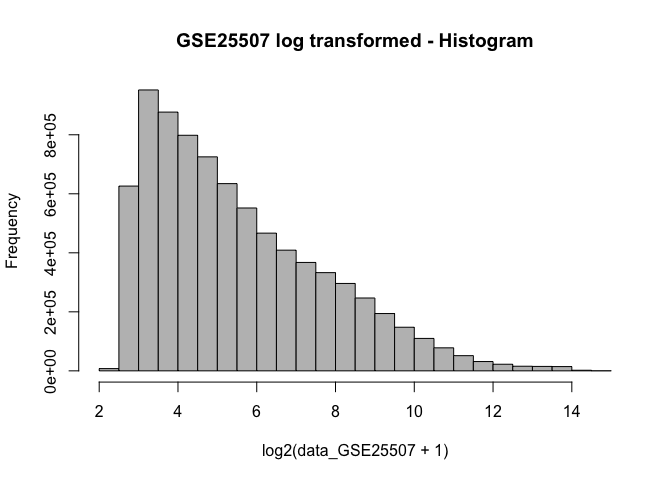 GSE25507 log transformed - Histogram
Frequency
8e+05
6e+05
4e+05
2e+05
0e+00
2 4 6 8 10 12 14
log2(data_GSE25507 + 1)